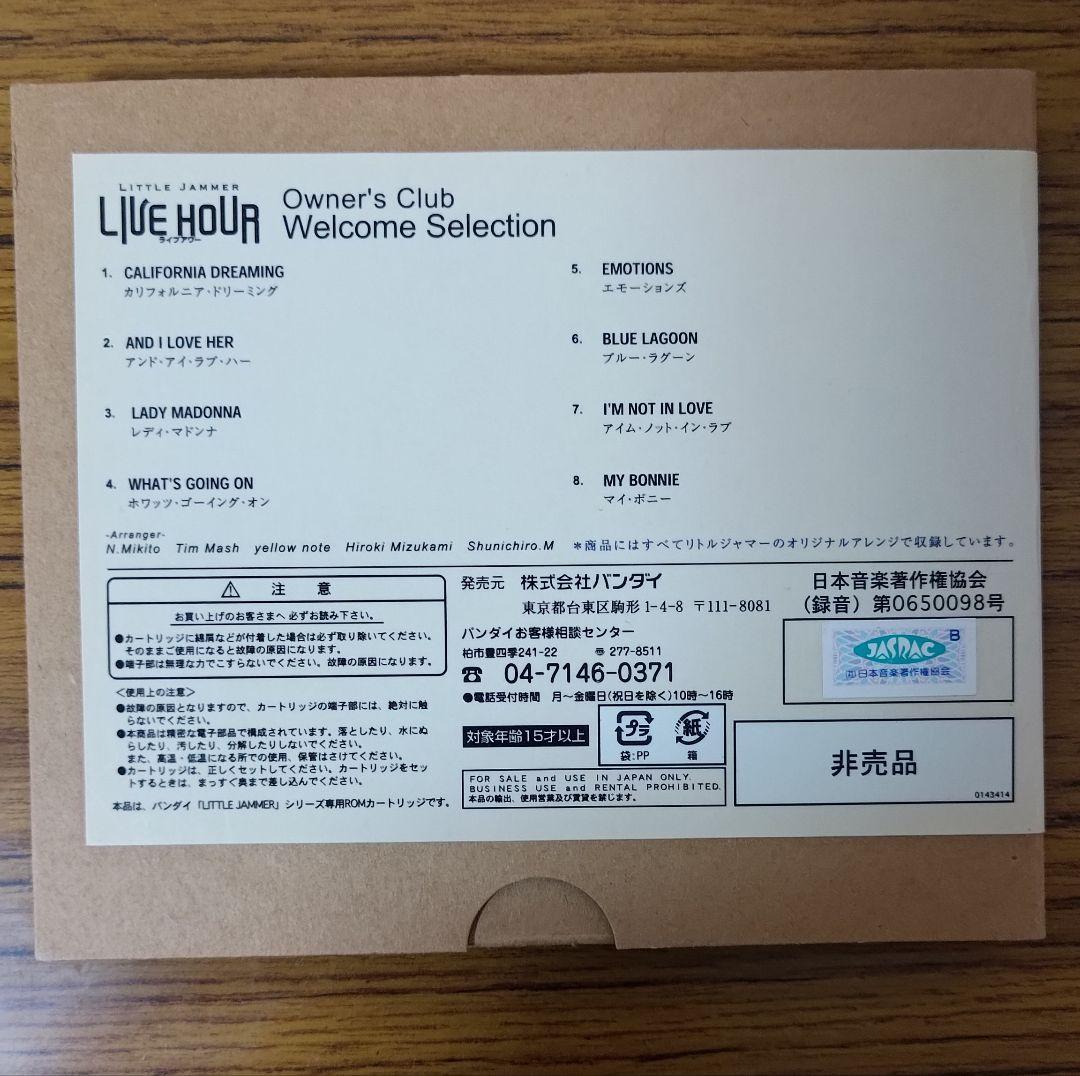 LITTLE JAMMER
LIVE HOUR
ライブアワー
Owner's Club
Welcome Selection
1. CALIFORNIA DREAMING
カリフォルニア・ドリーミング
2. AND I LOVE HER
アンド・アイ・ラブ・ハー
3. LADY MADONNA
レディ・マドンナ
4. WHAT'S GOING ON
ホワッツ・ゴーイング・オン
5. EMOTIONS
エモーションズ
6. BLUE LAGOON
ブルー・ラグーン
7. I'M NOT IN LOVE
アイム・ノット・イン・ラブ
8. MY BONNIE
マイ・ボニー
-Arranger-
N.Mikito Tim Mash yellow note Hiroki Mizukami Shunichiro.M
*商品にはすべてリトルジャマーのオリジナルアレンジで収録しています。
⚠ 注 意
お買い上げのお客さまへ 必ずお読み下さい。
●カートリッジに綿屑などが付着した場合は必ず取り除いてください。
そのままご使用になると故障の原因になります。
●端子部は無理な力でこすらないでください。故障の原因になります。
<使用上の注意>
●故障の原因となりますので、カートリッジの端子部には、絶対に触
らないでください。
●本商品は精密な電子部品で構成されています。落としたり、水にぬ
らしたり、汚したり、分解したりしないでください。
また、高温・低温になる所での使用、保管はさけてください。
●カートリッジは、正しくセットしてください。カートリッジをセッ
トするときは、まっすぐ奥まで差し込んでください。
本品は、バンダイ「LITTLE JAMMER」シリーズ専用ROMカートリッジです。
発売元 株式会社バンダイ
東京都台東区駒形1-4-8 〒111-8081
バンダイお客様相談センター
柏市豊四季241-22 〒277-8511
☎ 04-7146-0371
●電話受付時間 月〜金曜日(祝日を除く)10時〜16時
対象年齢15才以上
プラ
袋:PP
紙
箱
FOR SALE and USE IN JAPAN ONLY.
BUSINESS USE and RENTAL PROHIBITED.
本品の輸出、使用営業及び賃貸を禁じます。
日本音楽著作権協会
(録音)第0650098号
B
JASRAC
日本音楽著作権協会
非売品
0143414